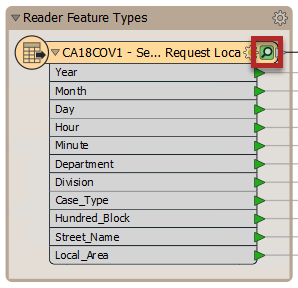 Reader Feature Types
CA18COV1 - Se... Request Loca
Year
Month
Day
Hour
Minute
Department
Division
Case_Type
Hundred_Block
Street_Name
Local_Area